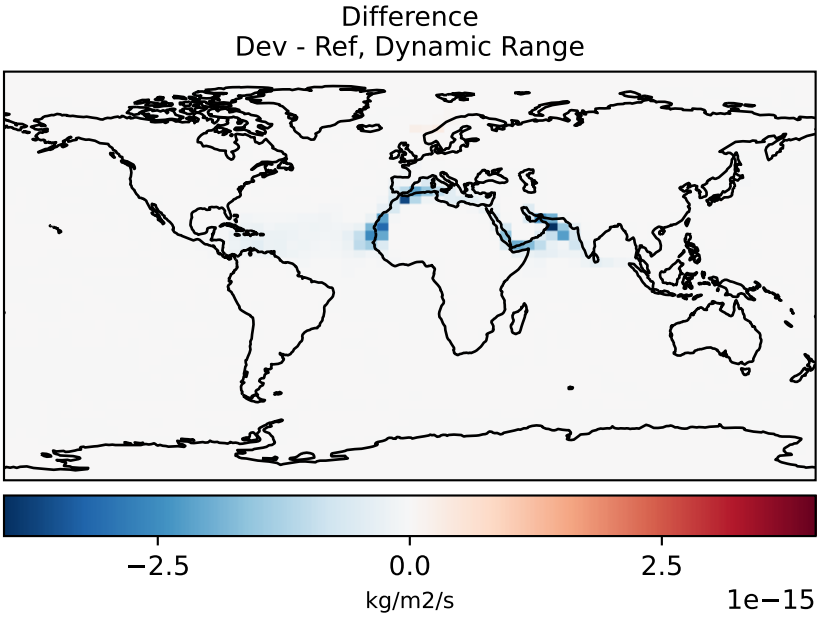 Difference
Dev - Ref, Dynamic Range
−2.5 0.0 2.5
kg/m2/s 1e−15